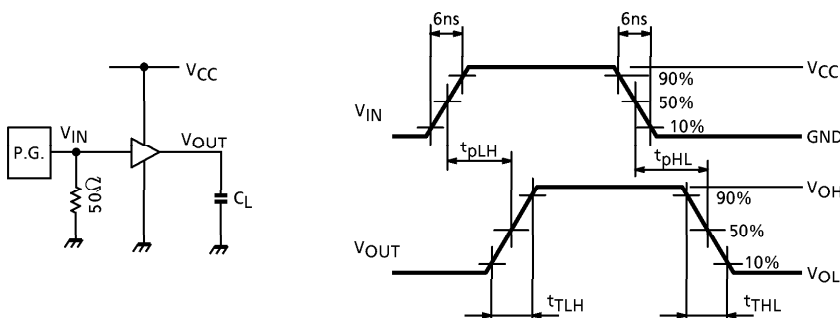 VCC
P.G.
VIN
VOUT
50Ω
CL
6ns
6ns
VCC
90%
50%
10%
GND
VIN
tpLH
tpHL
VOH
90%
50%
10%
VOL
VOUT
tTLH
tTHL